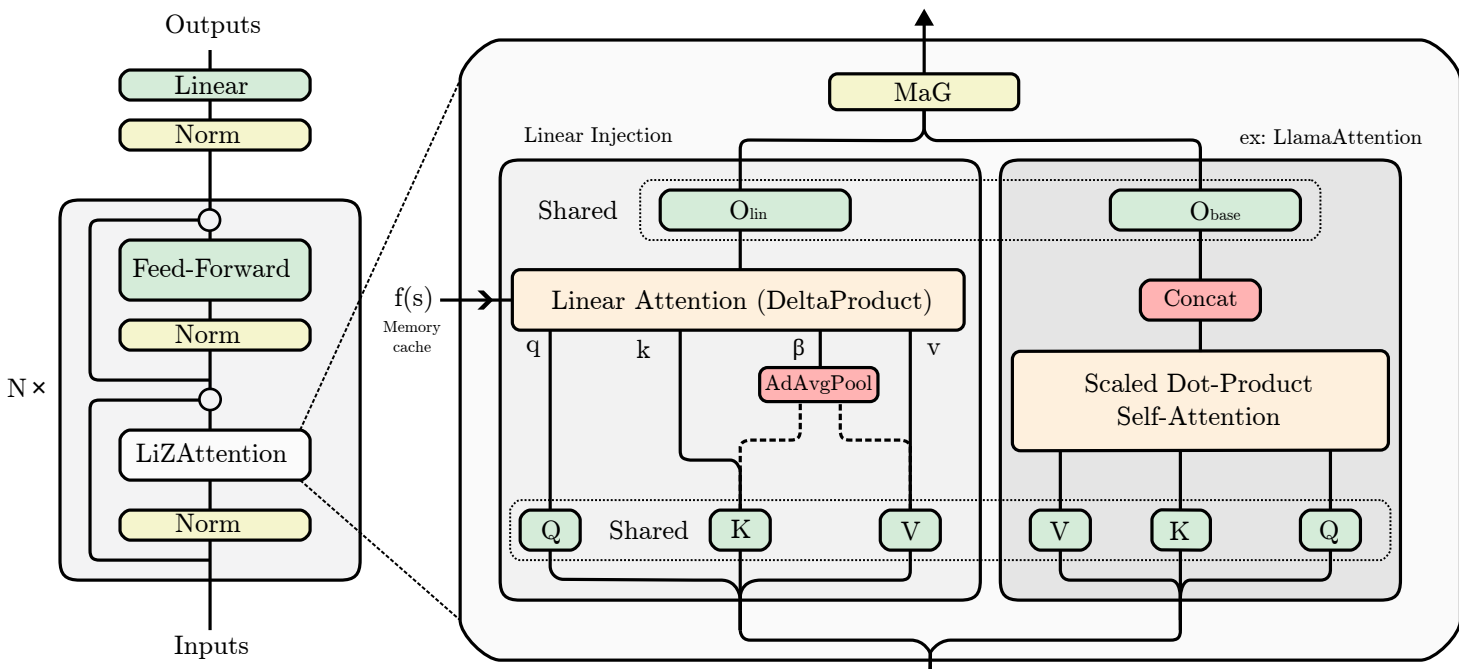 Outputs
Linear
Norm
Feed-Forward
Norm
N×
LiZAttention
Norm
Inputs
MaG
Linear Injection
ex: LlamaAttention
Shared
Olin
Obase
f(s)
Memory
cache
Linear Attention (DeltaProduct)
Concat
q
k
β
v
AdAvgPool
Scaled Dot-Product
Self-Attention
Q
Shared
K
V
V
K
Q